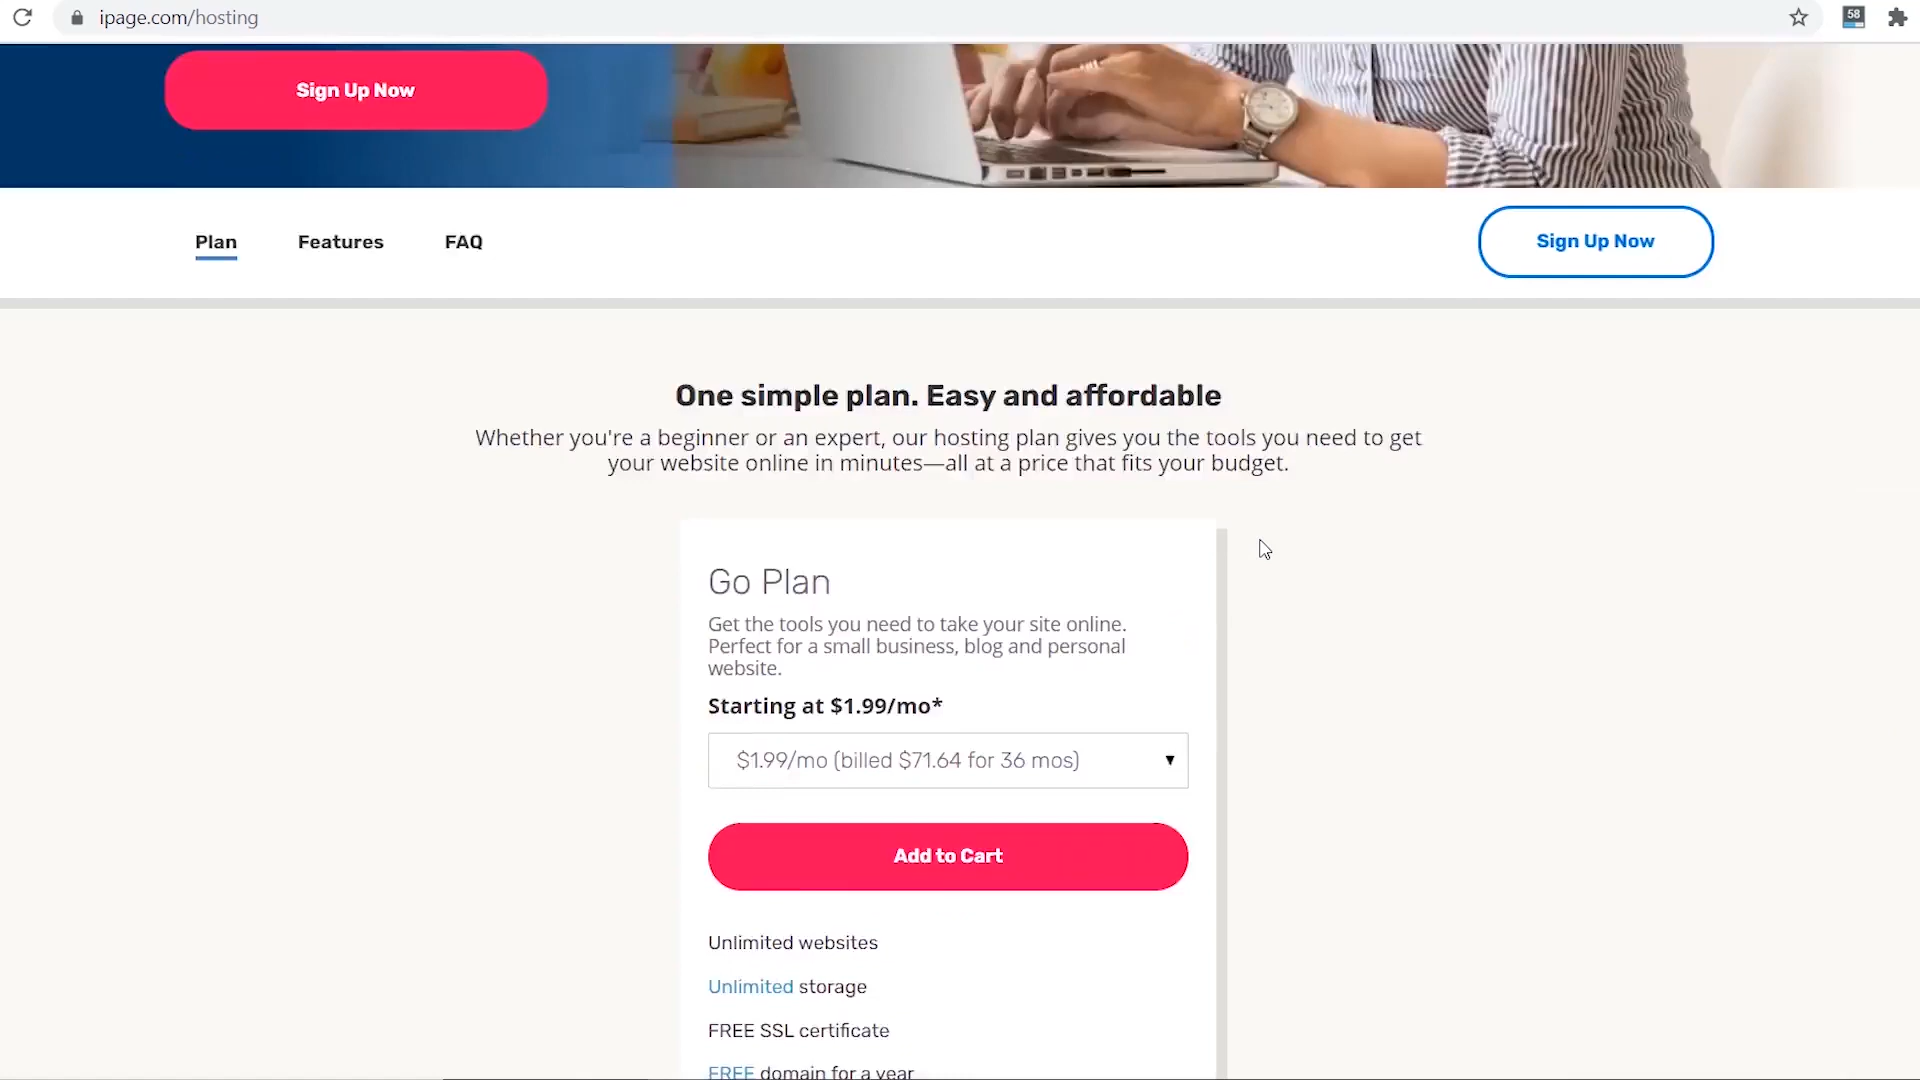 ipage.com/hosting
58
Sign Up Now
Plan
Features
FAQ
Sign Up Now
One simple plan. Easy and affordable
Whether you're a beginner or an expert, our hosting plan gives you the tools you need to get
your website online in minutes—all at a price that fits your budget.
Go Plan
Get the tools you need to take your site online.
Perfect for a small business, blog and personal
website.
Starting at $1.99/mo*
$1.99/mo (billed $71.64 for 36 mos)
Add to Cart
Unlimited websites
Unlimited storage
FREE SSL certificate
FREE domain for a year